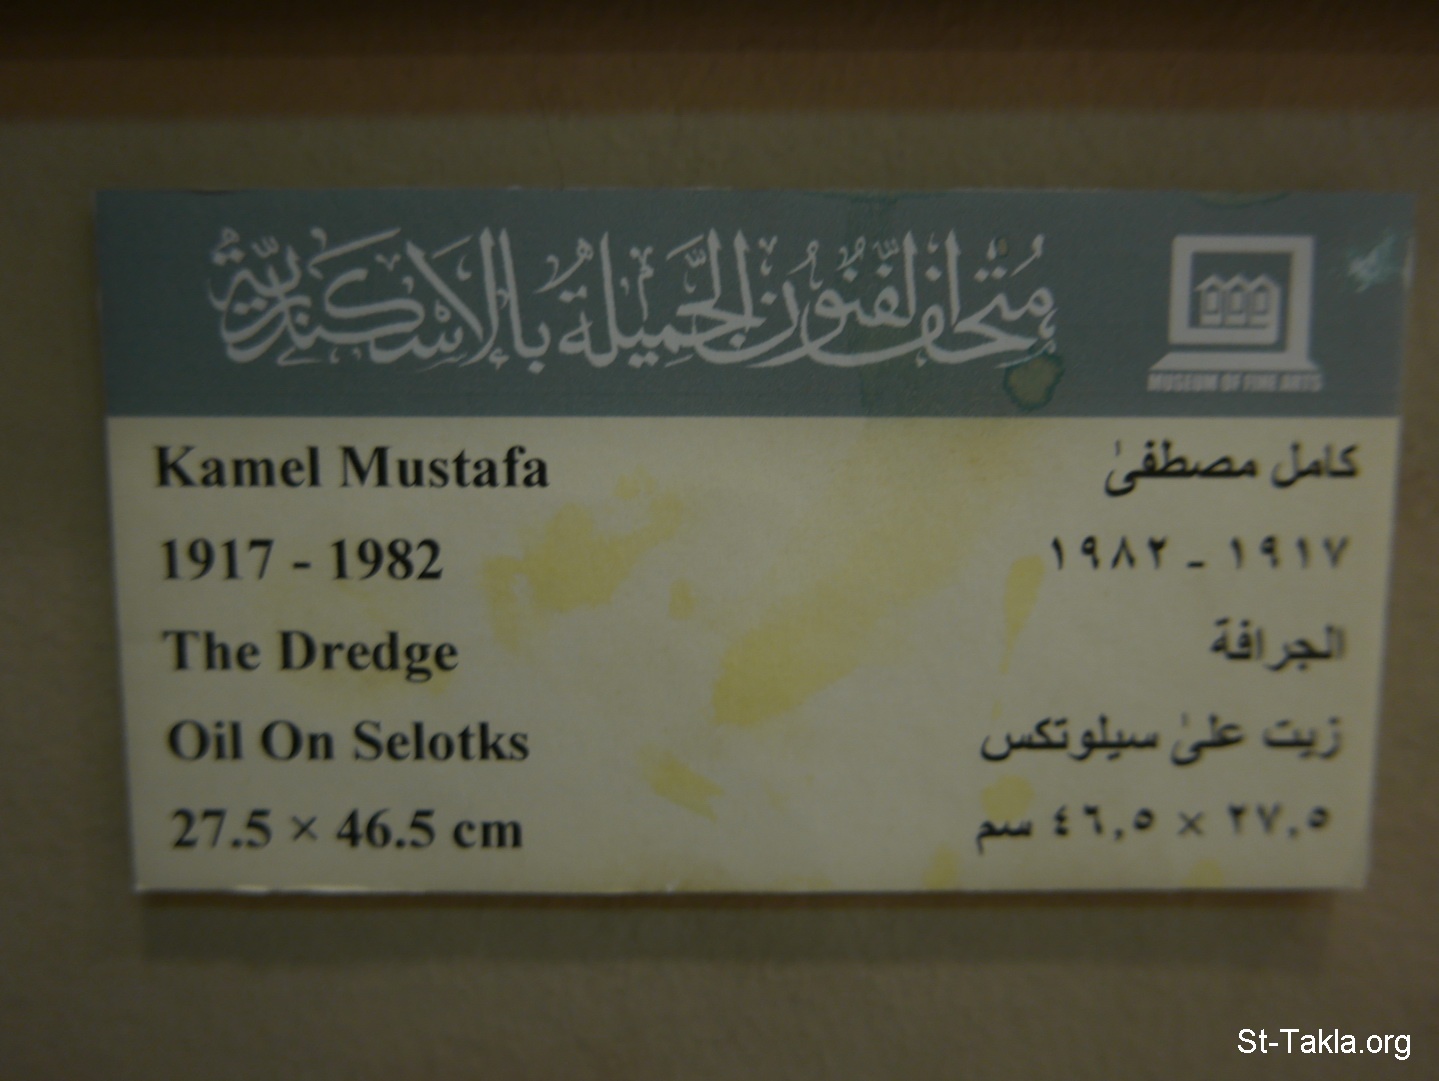 متحف الفنون الجميلة بالإسكندرية
MUSEUM OF FINE ARTS
Kamel Mustafa
كامل مصطفىٰ
1917 - 1982
١٩١٧ - ١٩٨٢
The Dredge
الجرافة
Oil On Selotks
زيت علىٰ سيلوتكس
27.5 × 46.5 cm
٢٧,٥ × ٤٦,٥ سم
St-Takla.org